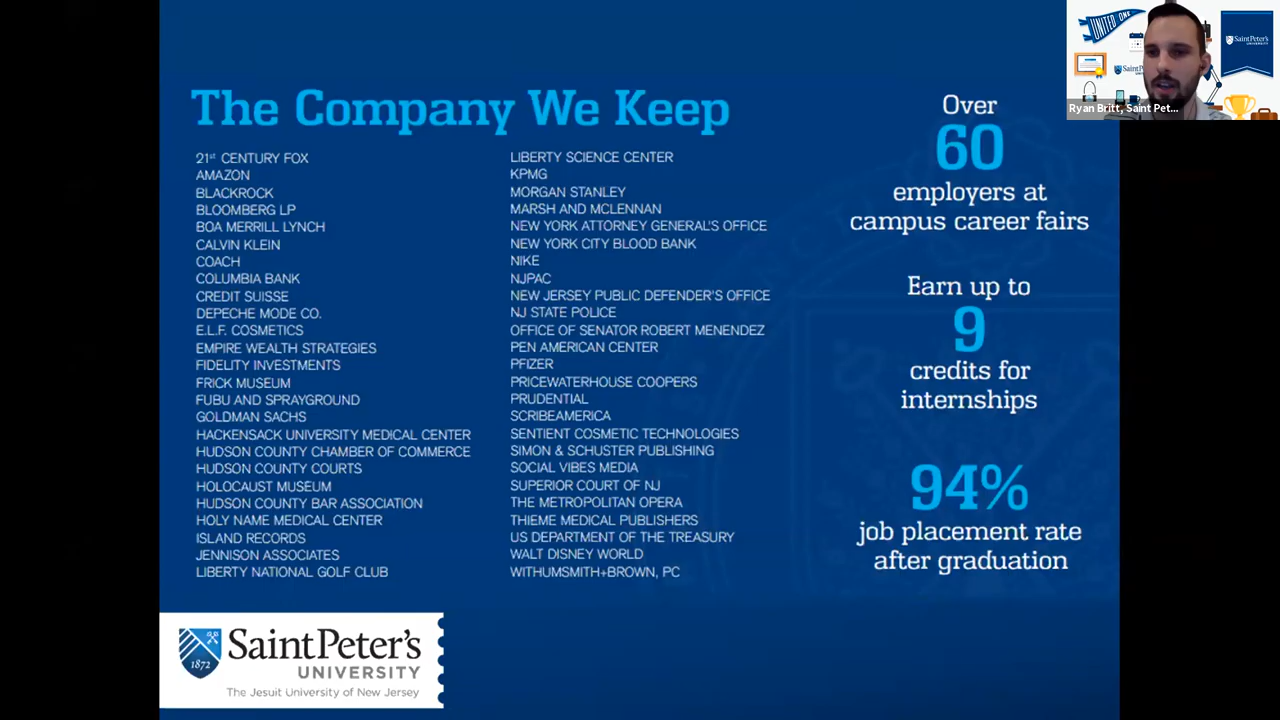 The Company We Keep
21st CENTURY FOX
AMAZON
BLACKROCK
BLOOMBERG LP
BOA MERRILL LYNCH
CALVIN KLEIN
COACH
COLUMBIA BANK
CREDIT SUISSE
DEPECHE MODE CO.
E.L.F. COSMETICS
EMPIRE WEALTH STRATEGIES
FIDELITY INVESTMENTS
FRICK MUSEUM
FUBU AND SPRAYGROUND
GOLDMAN SACHS
HACKENSACK UNIVERSITY MEDICAL CENTER
HUDSON COUNTY CHAMBER OF COMMERCE
HUDSON COUNTY COURTS
HOLOCAUST MUSEUM
HUDSON COUNTY BAR ASSOCIATION
HOLY NAME MEDICAL CENTER
ISLAND RECORDS
JENNISON ASSOCIATES
LIBERTY NATIONAL GOLF CLUB
LIBERTY SCIENCE CENTER
KPMG
MORGAN STANLEY
MARSH AND MCLENNAN
NEW YORK ATTORNEY GENERAL'S OFFICE
NEW YORK CITY BLOOD BANK
NIKE
NJPAC
NEW JERSEY PUBLIC DEFENDER'S OFFICE
NJ STATE POLICE
OFFICE OF SENATOR ROBERT MENENDEZ
PEN AMERICAN CENTER
PFIZER
PRICEWATERHOUSE COOPERS
PRUDENTIAL
SCRIBEAMERICA
SENTIENT COSMETIC TECHNOLOGIES
SIMON & SCHUSTER PUBLISHING
SOCIAL VIBES MEDIA
SUPERIOR COURT OF NJ
THE METROPOLITAN OPERA
THIEME MEDICAL PUBLISHERS
US DEPARTMENT OF THE TREASURY
WALT DISNEY WORLD
WITHUMSMITH+BROWN, PC
Over
60
employers at
campus career fairs
Earn up to
9
credits for
internships
94%
job placement rate
after graduation
1872
Saint Peter's
UNIVERSITY
The Jesuit University of New Jersey
UNITED ONE
Saint Peter's
UNIVERSITY
Ryan Britt, Saint Pet...